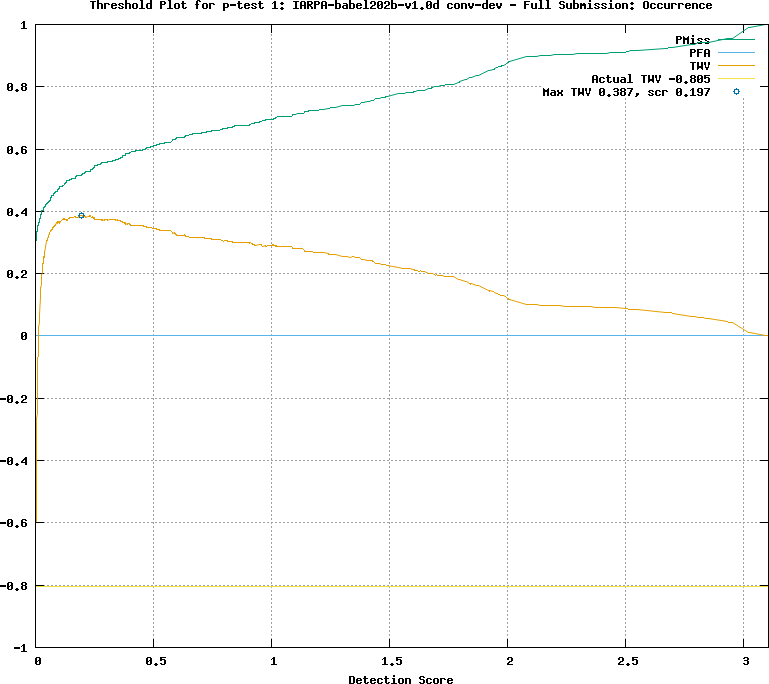 Threshold Plot for p-test 1: IARPA-babel202b-v1.0d conv-dev - Full Submission: Occurrence
PMiss
PFA
TWV
Actual TWV -0.805
Max TWV 0.387, scr 0.197
1
0.8
0.6
0.4
0.2
0
-0.2
-0.4
-0.6
-0.8
-1
0 0.5 1 1.5 2 2.5 3
Detection Score